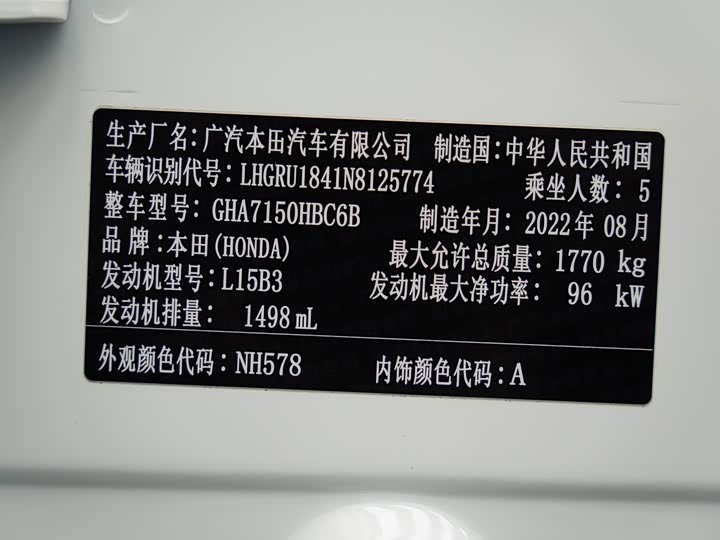 生产厂名：广汽本田汽车有限公司 制造国：中华人民共和国
车辆识别代号：LHGRU1841N8125774 乘坐人数：5
整车型号：GHA7150HBC6B 制造年月：2022年08月
品牌：本田(HONDA) 最大允许总质量：1770 kg
发动机型号：L15B3 发动机最大净功率：96 kW
发动机排量：1498 mL
外观颜色代码：NH578 内饰颜色代码：A